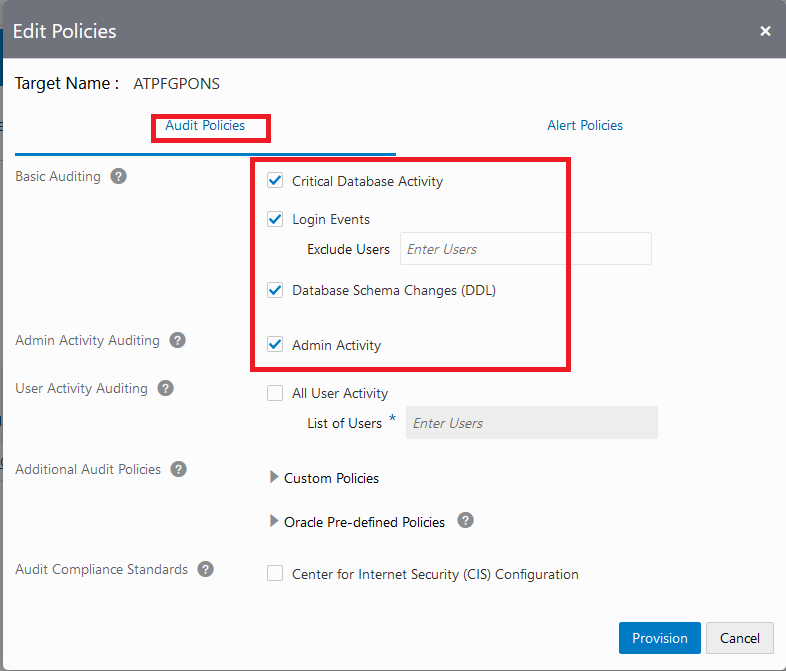 Edit Policies ×
Target Name : ATPFGPONS
Audit Policies Alert Policies
Basic Auditing ? Critical Database Activity
Login Events
Exclude Users Enter Users
Database Schema Changes (DDL)
Admin Activity Auditing ? Admin Activity
User Activity Auditing ? All User Activity
List of Users * Enter Users
Additional Audit Policies ? Custom Policies
Oracle Pre-defined Policies ?
Audit Compliance Standards ? Center for Internet Security (CIS) Configuration
Provision Cancel